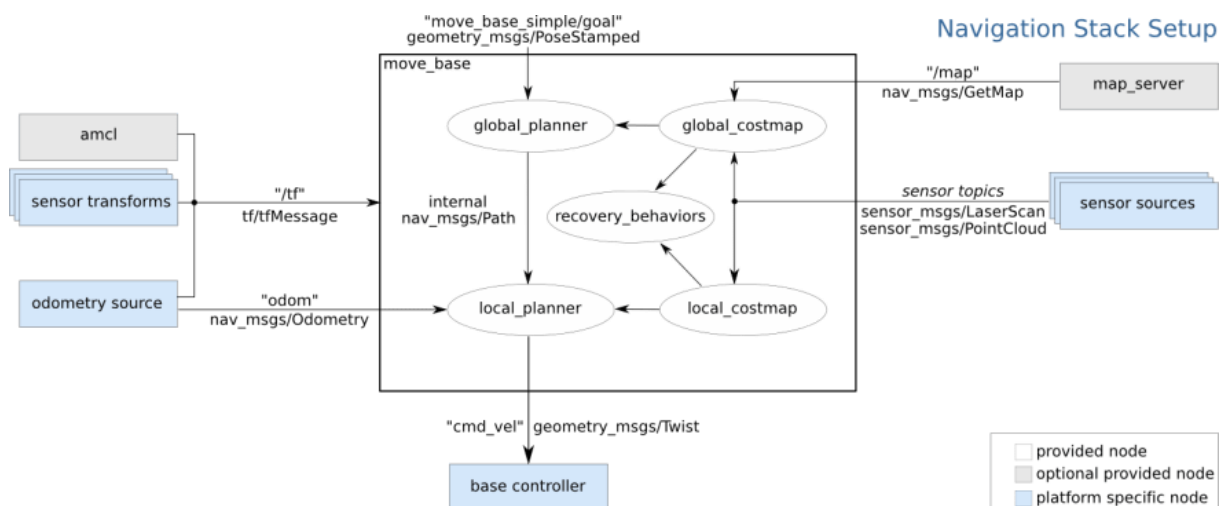 Navigation Stack Setup
"move_base_simple/goal"
geometry_msgs/PoseStamped
move_base
"/map"
nav_msgs/GetMap
map_server
global_planner
global_costmap
amcl
sensor transforms
"/tf"
tf/tfMessage
internal
nav_msgs/Path
recovery_behaviors
sensor topics
sensor_msgs/LaserScan
sensor_msgs/PointCloud
sensor sources
odometry source
"odom"
nav_msgs/Odometry
local_planner
local_costmap
"cmd_vel" geometry_msgs/Twist
base controller
provided node
optional provided node
platform specific node